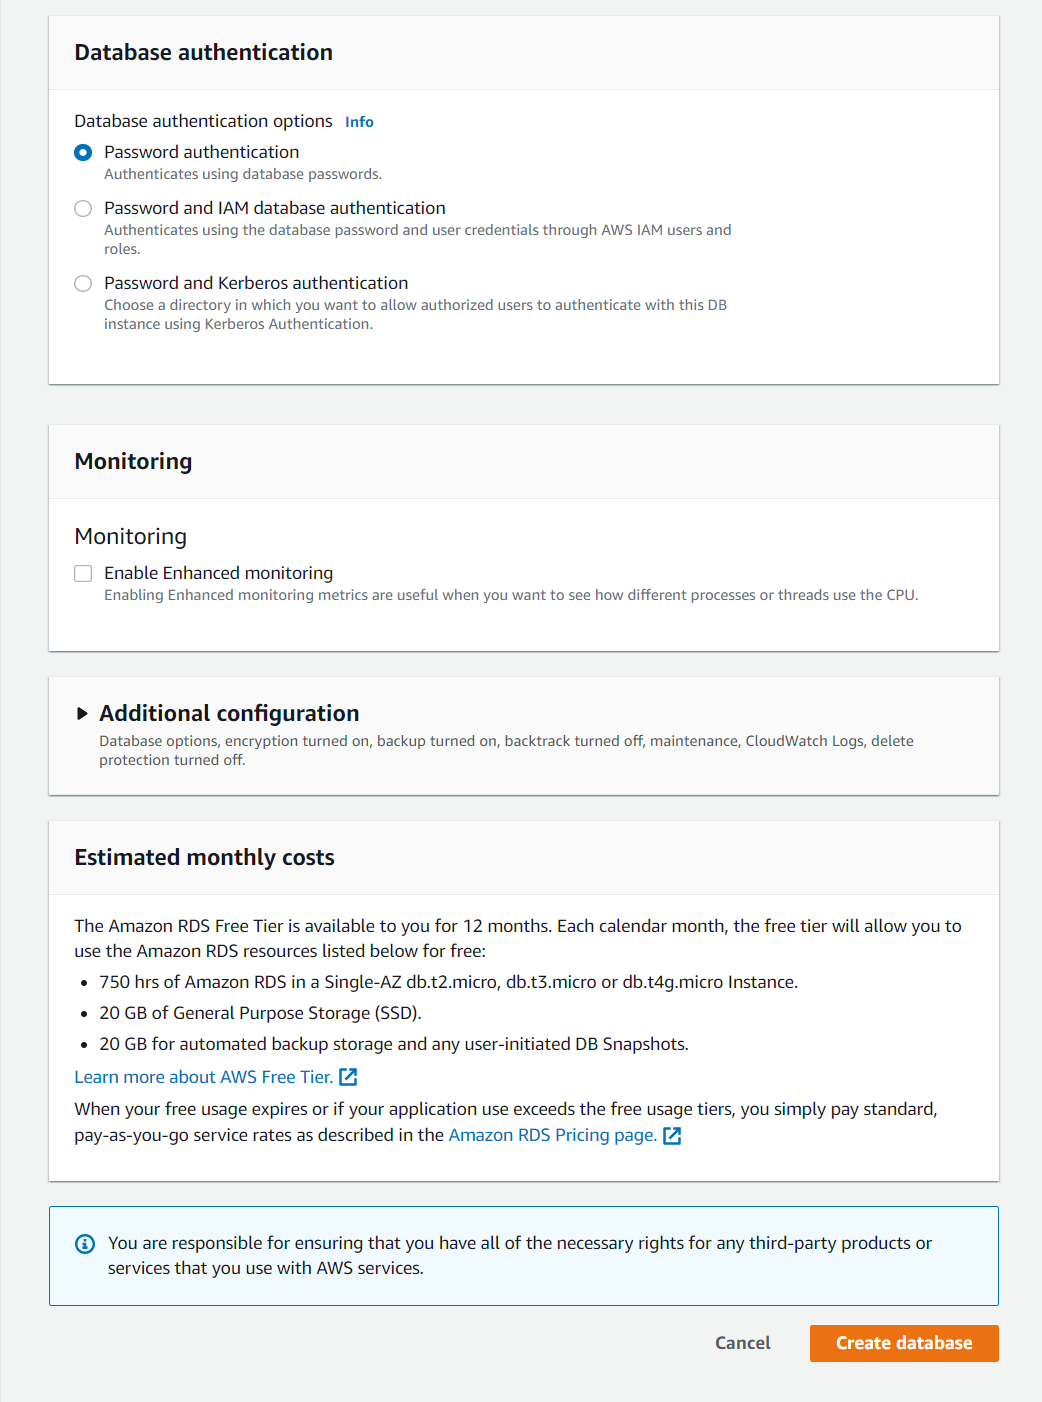 Database authentication
Database authentication options Info
Password authentication
Authenticates using database passwords.
Password and IAM database authentication
Authenticates using the database password and user credentials through AWS IAM users and
roles.
Password and Kerberos authentication
Choose a directory in which you want to allow authorized users to authenticate with this DB
instance using Kerberos Authentication.
Monitoring
Monitoring
Enable Enhanced monitoring
Enabling Enhanced monitoring metrics are useful when you want to see how different processes or threads use the CPU.
Additional configuration
Database options, encryption turned on, backup turned on, backtrack turned off, maintenance, CloudWatch Logs, delete
protection turned off.
Estimated monthly costs
The Amazon RDS Free Tier is available to you for 12 months. Each calendar month, the free tier will allow you to
use the Amazon RDS resources listed below for free:
• 750 hrs of Amazon RDS in a Single-AZ db.t2.micro, db.t3.micro or db.t4g.micro Instance.
• 20 GB of General Purpose Storage (SSD).
• 20 GB for automated backup storage and any user-initiated DB Snapshots.
Learn more about AWS Free Tier.
When your free usage expires or if your application use exceeds the free usage tiers, you simply pay standard,
pay-as-you-go service rates as described in the Amazon RDS Pricing page.
You are responsible for ensuring that you have all of the necessary rights for any third-party products or
services that you use with AWS services.
Cancel Create database